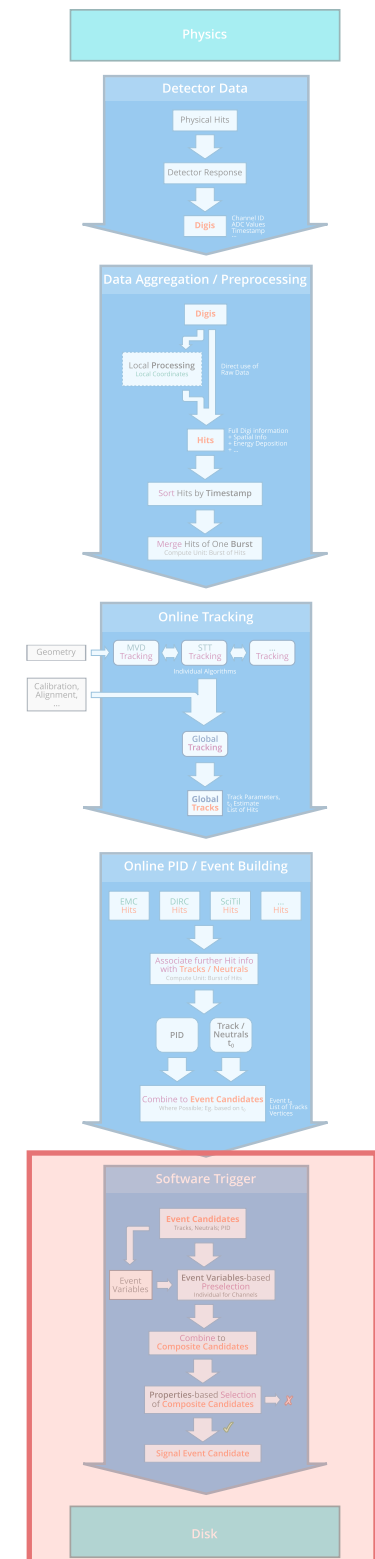 Physics
Detector Data
Physical Hits
Detector Response
Digis
Channel ID
ADC Values
Timestamp
...
Data Aggregation / Preprocessing
Digis
Local Processing
Local Coordinates
Direct use of
Raw Data
Hits
Full Digi information
+ Spatial info
+ Energy Deposition
+ ...
Sort Hits by Timestamp
Merge Hits of One Burst
Compute Unit: Burst of Hits
Online Tracking
Geometry
MVD
Tracking
STT
Tracking
...
Tracking
Individual Algorithms
Calibration,
Alignment,
...
Global
Tracking
Global
Tracks
Track Parameters,
t₀ Estimate
List of Hits
Online PID / Event Building
EMC
Hits
DIRC
Hits
SciTil
Hits
...
Hits
Associate further Hit info
with Tracks / Neutrals
Compute Unit: Burst of Hits
PID
Track /
Neutrals
t₀
Combine to Event Candidates
Where Possible; Eg. based on t₀
Event t₀
List of Tracks
Vertices
Software Trigger
Event Candidates
Tracks, Neutrals, PID
Event
Variables
Event Variables-based
Preselection
Individual for Channels
Combine to
Composite Candidates
Properties-based Selection
of Composite Candidates
✗
✓
Signal Event Candidate
Disk